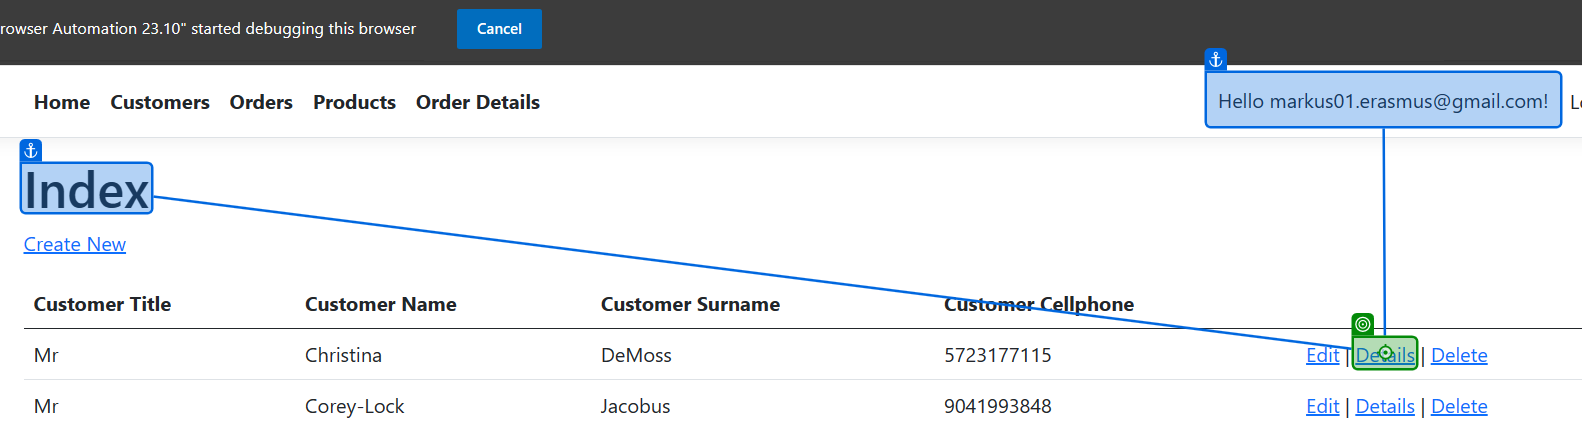 rowser Automation 23.10" started debugging this browser Cancel
Home Customers Orders Products Order Details Hello markus01.erasmus@gmail.com!
Index
Create New
Customer Title Customer Name Customer Surname Customer Cellphone
Mr Christina DeMoss 5723177115 Edit | Details | Delete
Mr Corey-Lock Jacobus 9041993848 Edit | Details | Delete